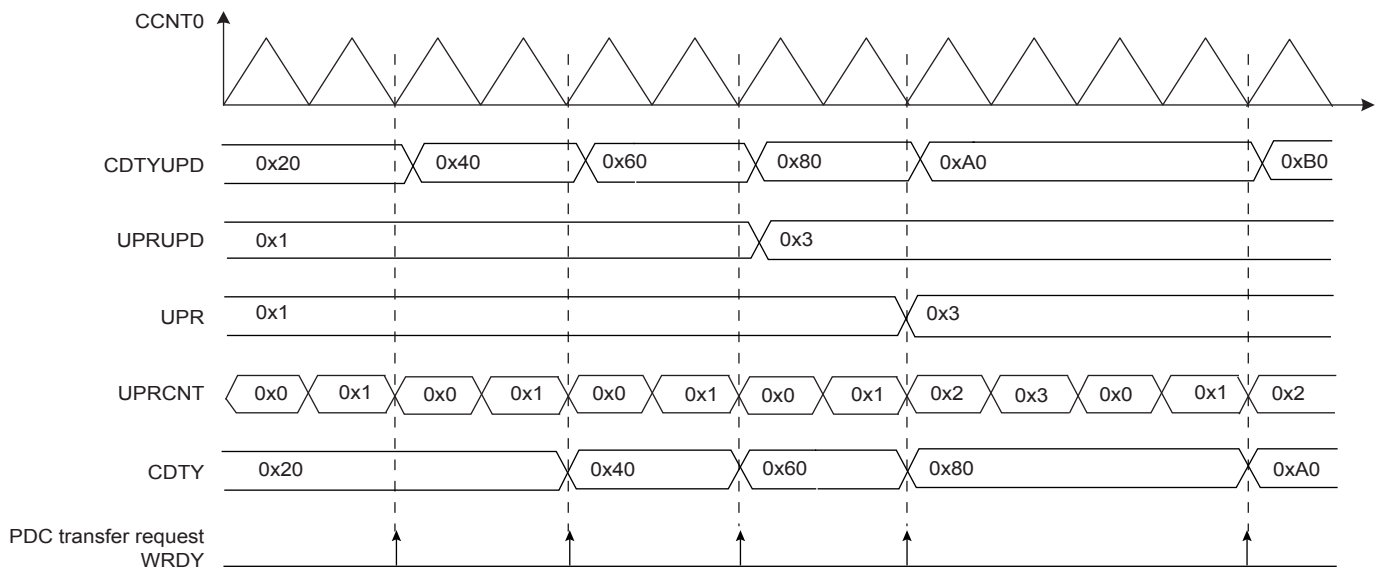 CCNT0
CDTYUPD 0x20 0x40 0x60 0x80 0xA0 0xB0
UPRUPD 0x1 0x3
UPR 0x1 0x3
UPRCNT 0x0 0x1 0x0 0x1 0x0 0x1 0x0 0x1 0x2 0x3 0x0 0x1 0x2
CDTY 0x20 0x40 0x60 0x80 0xA0
PDC transfer request
WRDY